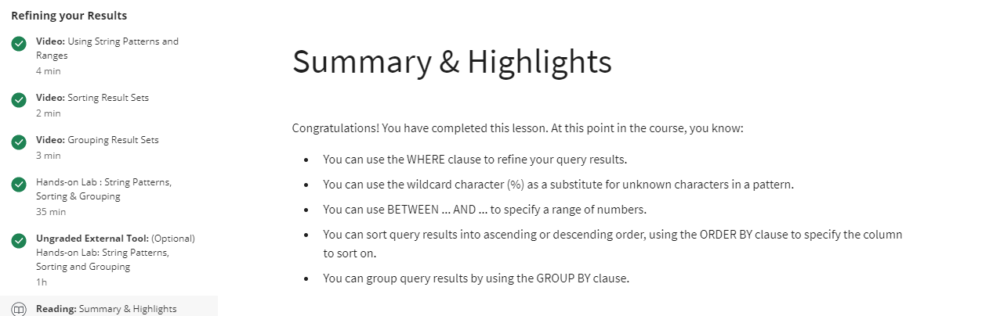 Refining your Results
Video: Using String Patterns and
Ranges
4 min
Video: Sorting Result Sets
2 min
Video: Grouping Result Sets
3 min
Hands-on Lab : String Patterns,
Sorting & Grouping
35 min
Ungraded External Tool: (Optional)
Hands-on Lab: String Patterns,
Sorting and Grouping
1h
Reading: Summary & Highlights
Summary & Highlights
Congratulations! You have completed this lesson. At this point in the course, you know:
• You can use the WHERE clause to refine your query results.
• You can use the wildcard character (%) as a substitute for unknown characters in a pattern.
• You can use BETWEEN ... AND ... to specify a range of numbers.
• You can sort query results into ascending or descending order, using the ORDER BY clause to specify the column
to sort on.
• You can group query results by using the GROUP BY clause.